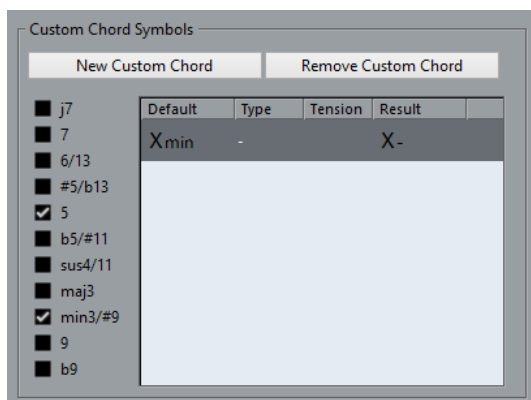 Custom Chord Symbols
New Custom Chord Remove Custom Chord
j7
7
6/13
#5/b13
5
b5/#11
sus4/11
maj3
min3/#9
9
b9
Default Type Tension Result
Xmin - X-